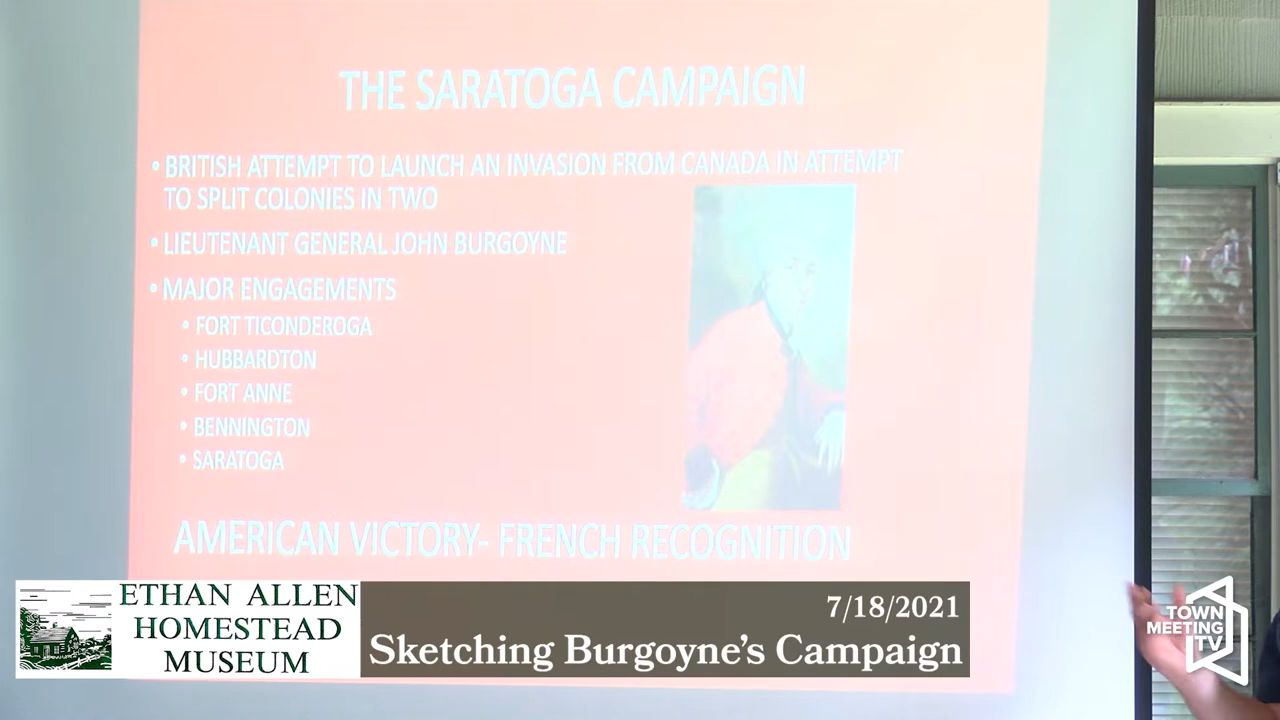 THE SARATOGA CAMPAIGN
• BRITISH ATTEMPT TO LAUNCH AN INVASION FROM CANADA IN ATTEMPT
TO SPLIT COLONIES IN TWO
• LIEUTENANT GENERAL JOHN BURGOYNE
• MAJOR ENGAGEMENTS
• FORT TICONDEROGA
• HUBBARDTON
• FORT ANNE
• BENNINGTON
• SARATOGA
AMERICAN VICTORY- FRENCH RECOGNITION
ETHAN ALLEN
HOMESTEAD
MUSEUM
7/18/2021
Sketching Burgoyne's Campaign
TOWN
MEETING
TV